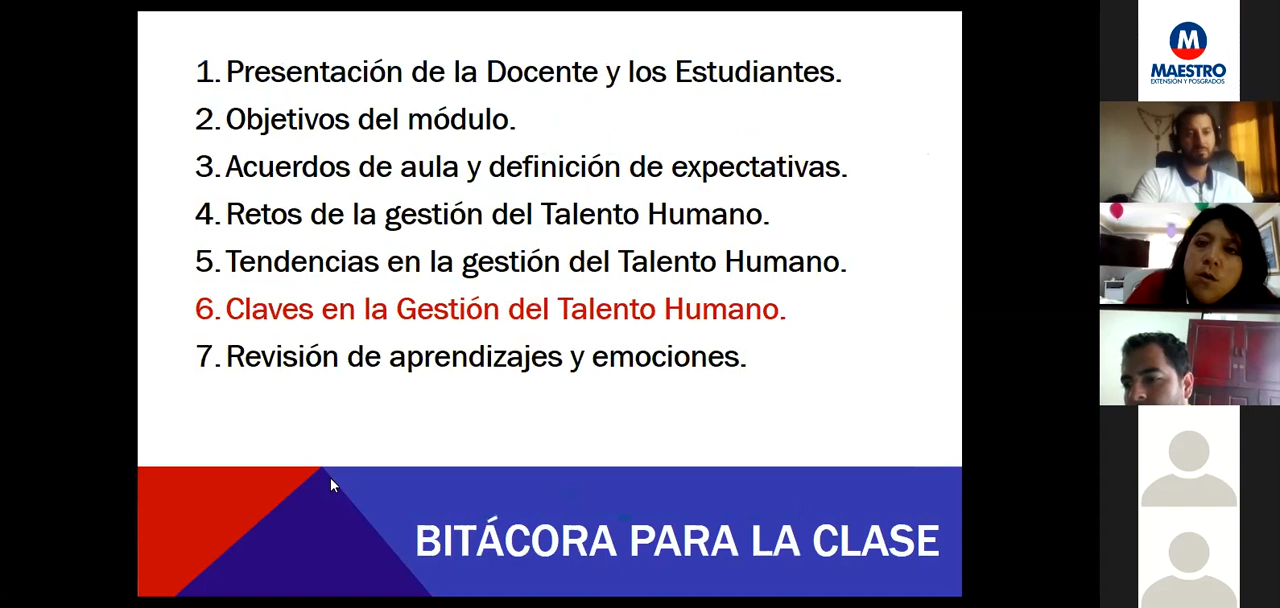 1. Presentación de la Docente y los Estudiantes.
2. Objetivos del módulo.
3. Acuerdos de aula y definición de expectativas.
4. Retos de la gestión del Talento Humano.
5. Tendencias en la gestión del Talento Humano.
6. Claves en la Gestión del Talento Humano.
7. Revisión de aprendizajes y emociones.
BITÁCORA PARA LA CLASE
M
MAESTRO
EXTENSIÓN Y POSGRADOS